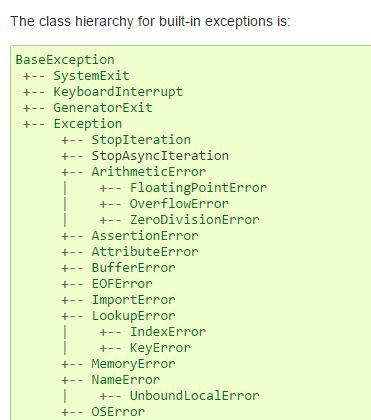 The class hierarchy for built-in exceptions is:
BaseException
 +-- SystemExit
 +-- KeyboardInterrupt
 +-- GeneratorExit
 +-- Exception
      +-- StopIteration
      +-- StopAsyncIteration
      +-- ArithmeticError
      |    +-- FloatingPointError
      |    +-- OverflowError
      |    +-- ZeroDivisionError
      +-- AssertionError
      +-- AttributeError
      +-- BufferError
      +-- EOFError
      +-- ImportError
      +-- LookupError
      |    +-- IndexError
      |    +-- KeyError
      +-- MemoryError
      +-- NameError
      |    +-- UnboundLocalError
      +-- OSError